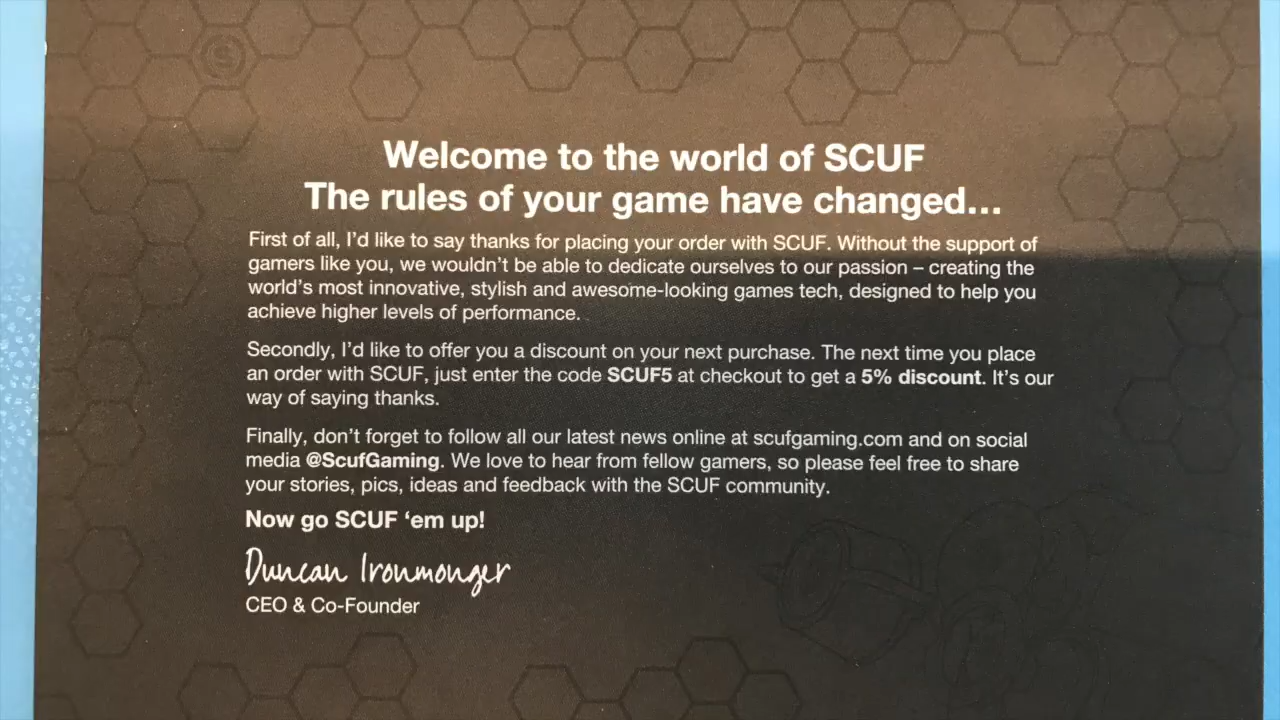 Welcome to the world of SCUF
The rules of your game have changed...
First of all, I'd like to say thanks for placing your order with SCUF. Without the support of
gamers like you, we wouldn't be able to dedicate ourselves to our passion – creating the
world's most innovative, stylish and awesome-looking games tech, designed to help you
achieve higher levels of performance.
Secondly, I'd like to offer you a discount on your next purchase. The next time you place
an order with SCUF, just enter the code SCUF5 at checkout to get a 5% discount. It's our
way of saying thanks.
Finally, don't forget to follow all our latest news online at scufgaming.com and on social
media @ScufGaming. We love to hear from fellow gamers, so please feel free to share
your stories, pics, ideas and feedback with the SCUF community.
Now go SCUF ‘em up!
Duncan Ironmonger
CEO & Co-Founder